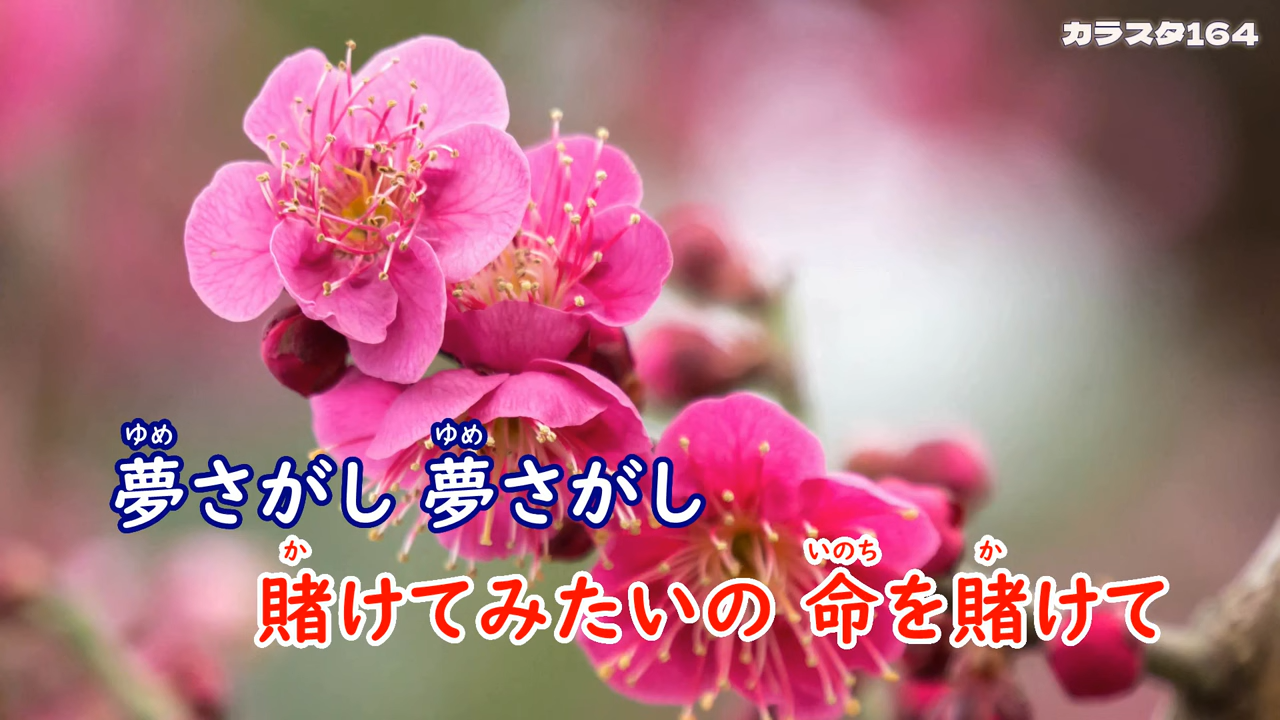 カラスタ164
ゆめ ゆめ
夢さがし 夢さがし
か いのち か
賭けてみたいの 命を賭けて